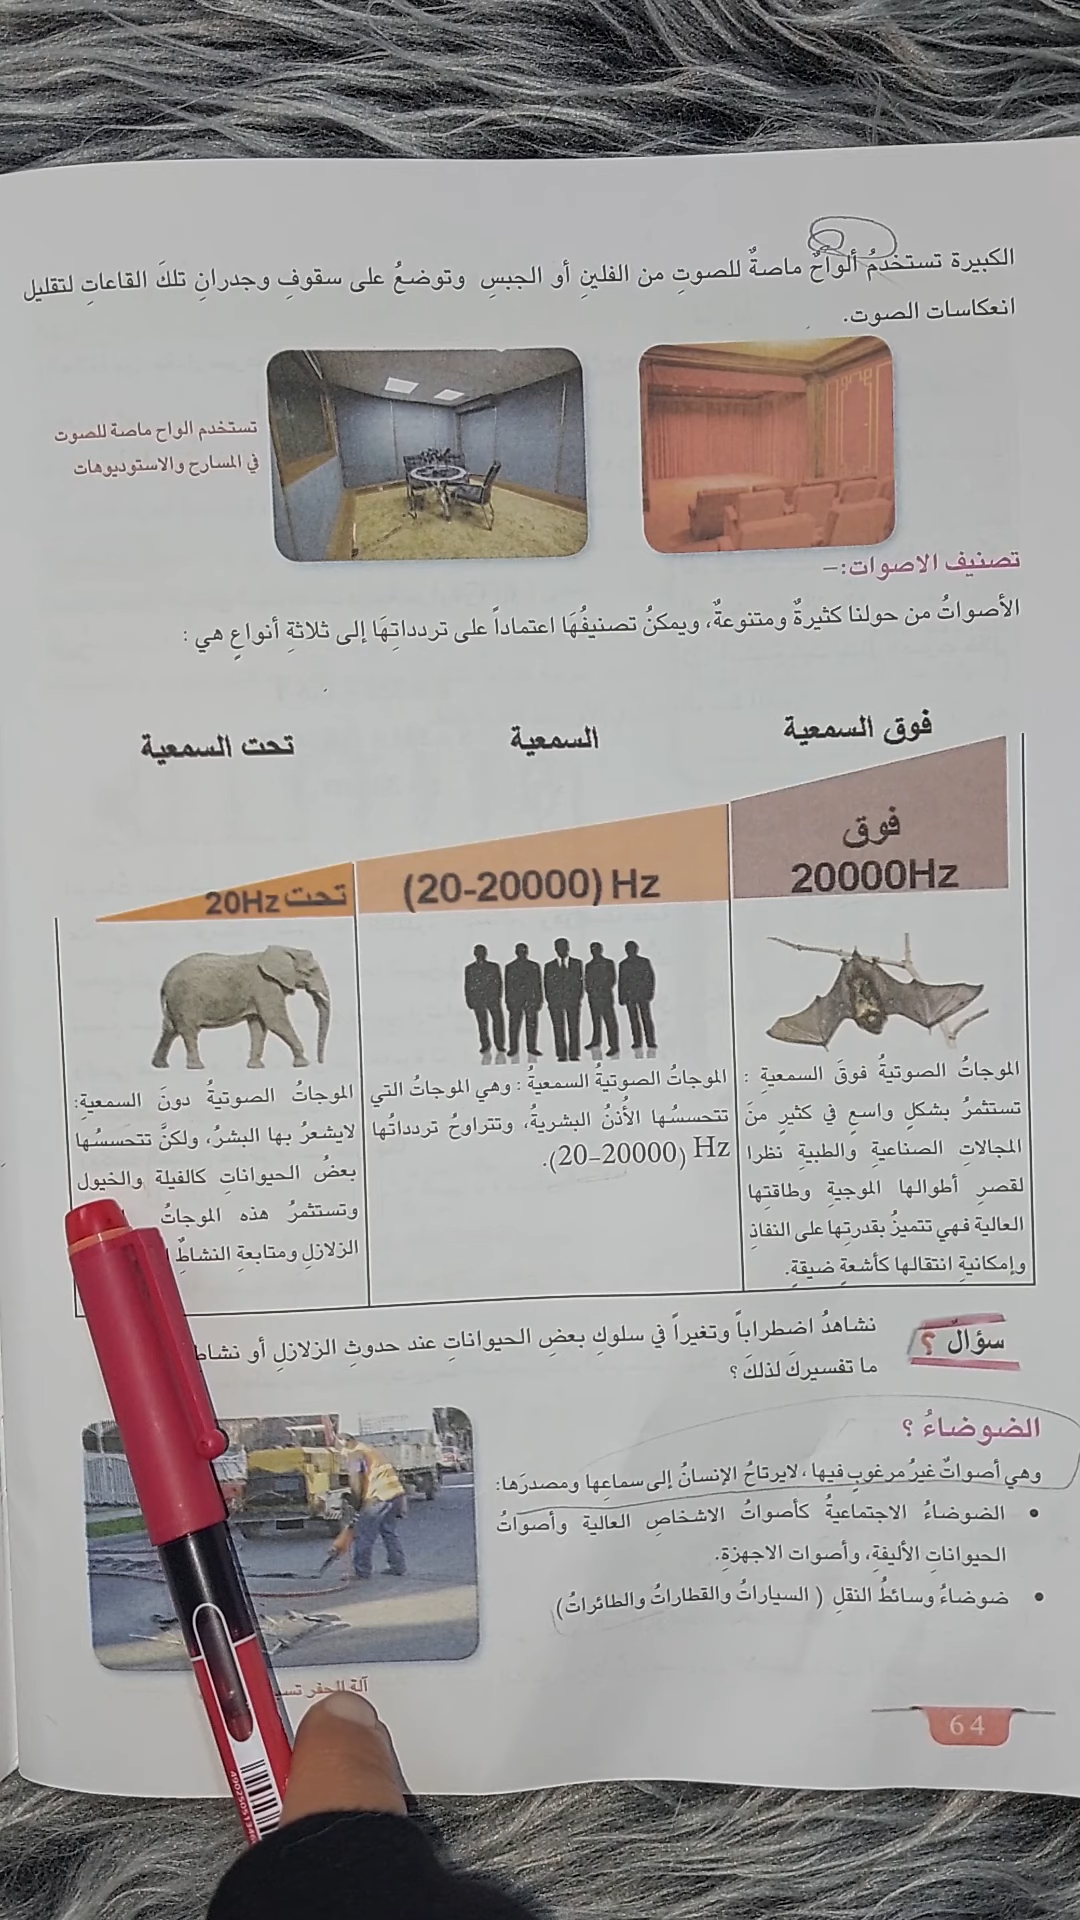 الكبيرة تستخدمُ ألواحٌ ماصةٌ للصوتِ من الفلينِ أو الجبسِ وتوضعُ على سقوفِ وجدرانِ تلكَ القاعاتِ لتقليل
انعكاسات الصوت.
تستخدم الواح ماصة للصوت
في المسارح والاستوديوهات
تصنيف الاصوات:–
الأصواتُ من حولنا كثيرةٌ ومتنوعةٌ، ويمكنُ تصنيفُهَا اعتماداً على تردداتِهَا إلى ثلاثةِ أنواعٍ هي :
فوق السمعية
السمعية
تحت السمعية
فوق
20000Hz
(20-20000) Hz
تحت 20Hz
الموجاتُ الصوتيةُ فوقَ السمعيةِ :
تستثمرُ بشكلٍ واسعٍ في كثيرٍ منَ
المجالاتِ الصناعيةِ والطبيةِ نظرا
لقصرِ أطوالها الموجيةِ وطاقتها
العالية فهي تتميزُ بقدرتِها على النفاذِ
وإمكانيةِ انتقالها كأشعةٍ ضيقةٍ.
الموجاتُ الصوتيةُ السمعيةُ : وهي الموجاتُ التي
تتحسسُها الأُذنُ البشريةُ، وتتراوحُ تردداتُها
Hz (20–20000).
الموجاتُ الصوتيةُ دونَ السمعيةِ:
لايشعرُ بها البشرُ، ولكنَّ تتحسسُها
بعضُ الحيواناتِ كالفيلة والخيول
وتستثمرُ هذه الموجاتُ
الزلازلِ ومتابعةِ النشاطِ
سؤالٌ ؟
نشاهدُ اضطراباً وتغيراً في سلوكِ بعضِ الحيواناتِ عند حدوثِ الزلازلِ أو نشاط
ما تفسيركَ لذلكَ ؟
الضوضاءُ ؟
وهي أصواتٌ غيرُ مرغوبٍ فيها، لايرتاحُ الإنسانُ إلى سماعِها ومصدرَها:
• الضوضاءُ الاجتماعيةُ كأصواتُ الاشخاصِ العالية وأصواتُ
الحيواناتِ الأليفةِ، وأصوات الاجهزةِ.
• ضوضاءُ وسائطُ النقلِ ( السياراتُ والقطاراتُ والطائراتُ)
آلة الحفر
64